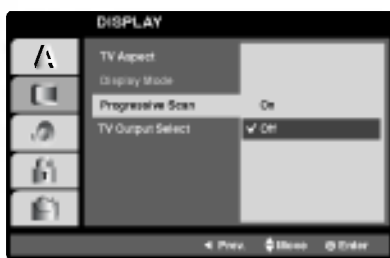 DISPLAY
A
TV Aspect
Display Mode
Progressive Scan
On
TV Output Select
✔ Off
Prev. Move Enter